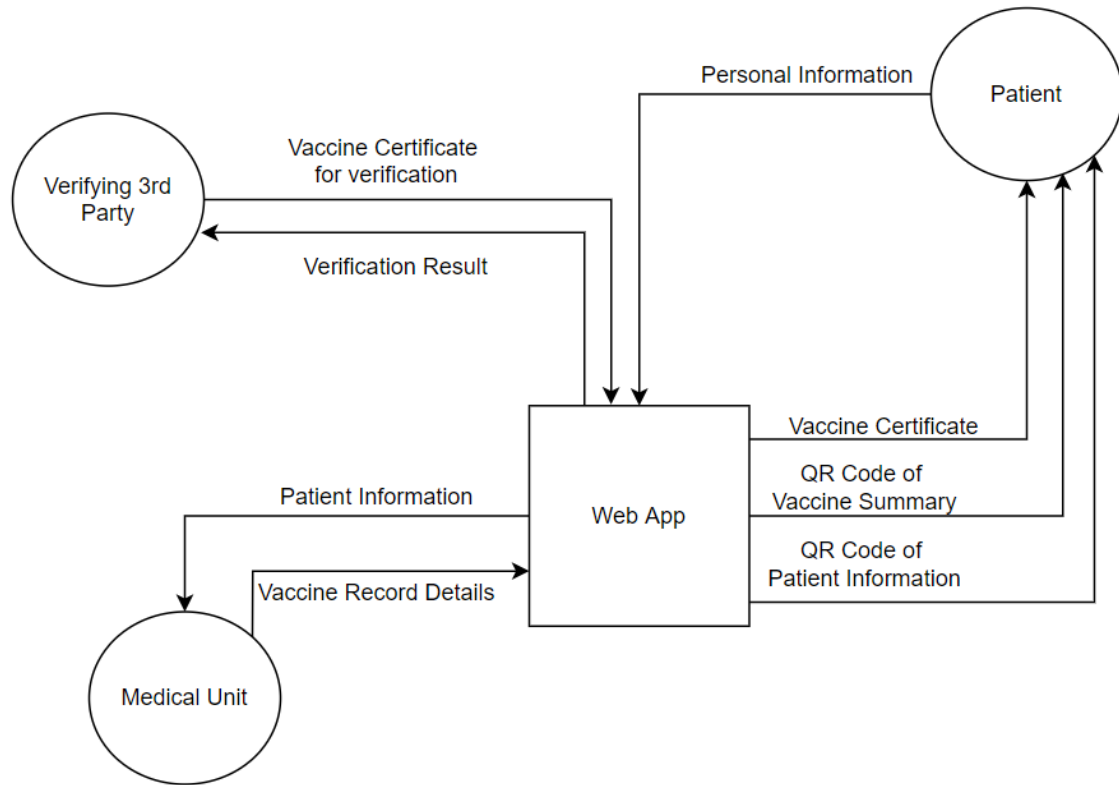 Personal Information
Patient
Vaccine Certificate
for verification
Verifying 3rd
Party
Verification Result
Vaccine Certificate
QR Code of
Vaccine Summary
Patient Information
Web App
QR Code of
Patient Information
Vaccine Record Details
Medical Unit